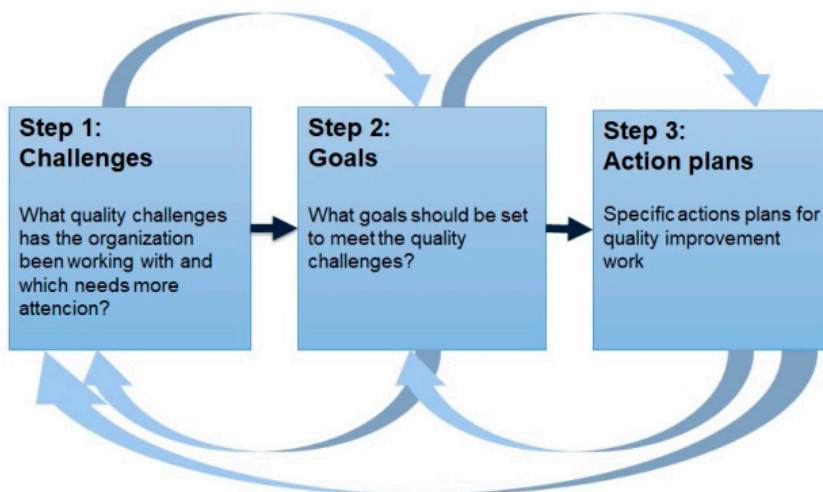 Step 1:
Challenges
What quality challenges
has the organization
been working with and
which needs more
attencion?
Step 2:
Goals
What goals should be set
to meet the quality
challenges?
Step 3:
Action plans
Specific actions plans for
quality improvement
work